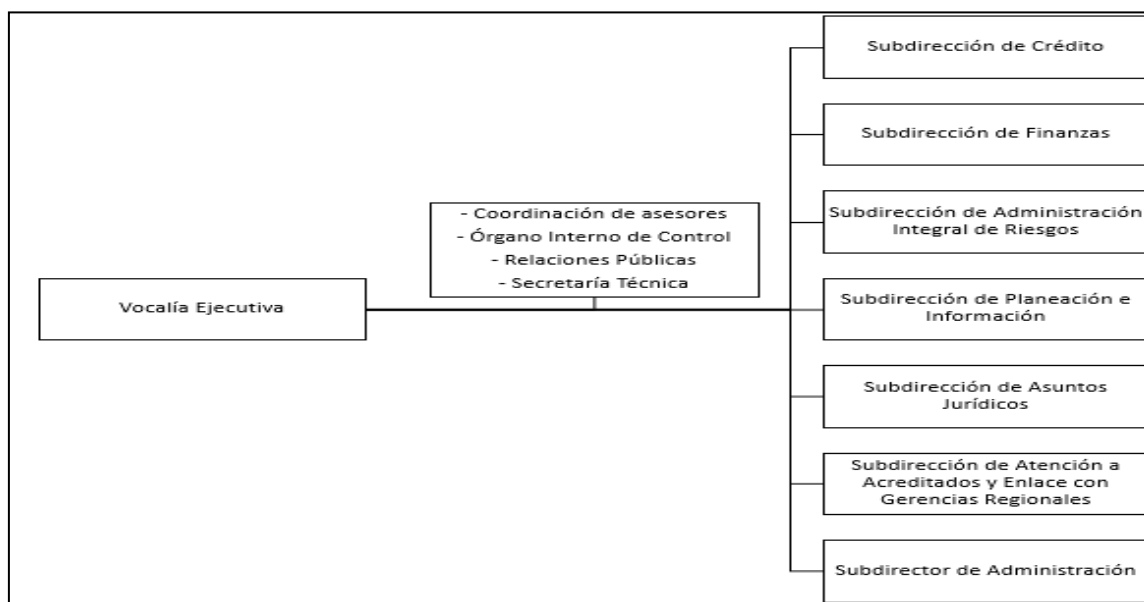 Vocalía Ejecutiva
- Coordinación de asesores
- Órgano Interno de Control
- Relaciones Públicas
- Secretaría Técnica
Subdirección de Crédito
Subdirección de Finanzas
Subdirección de Administración
Integral de Riesgos
Subdirección de Planeación e
Información
Subdirección de Asuntos
Jurídicos
Subdirección de Atención a
Acreditados y Enlace con
Gerencias Regionales
Subdirector de Administración